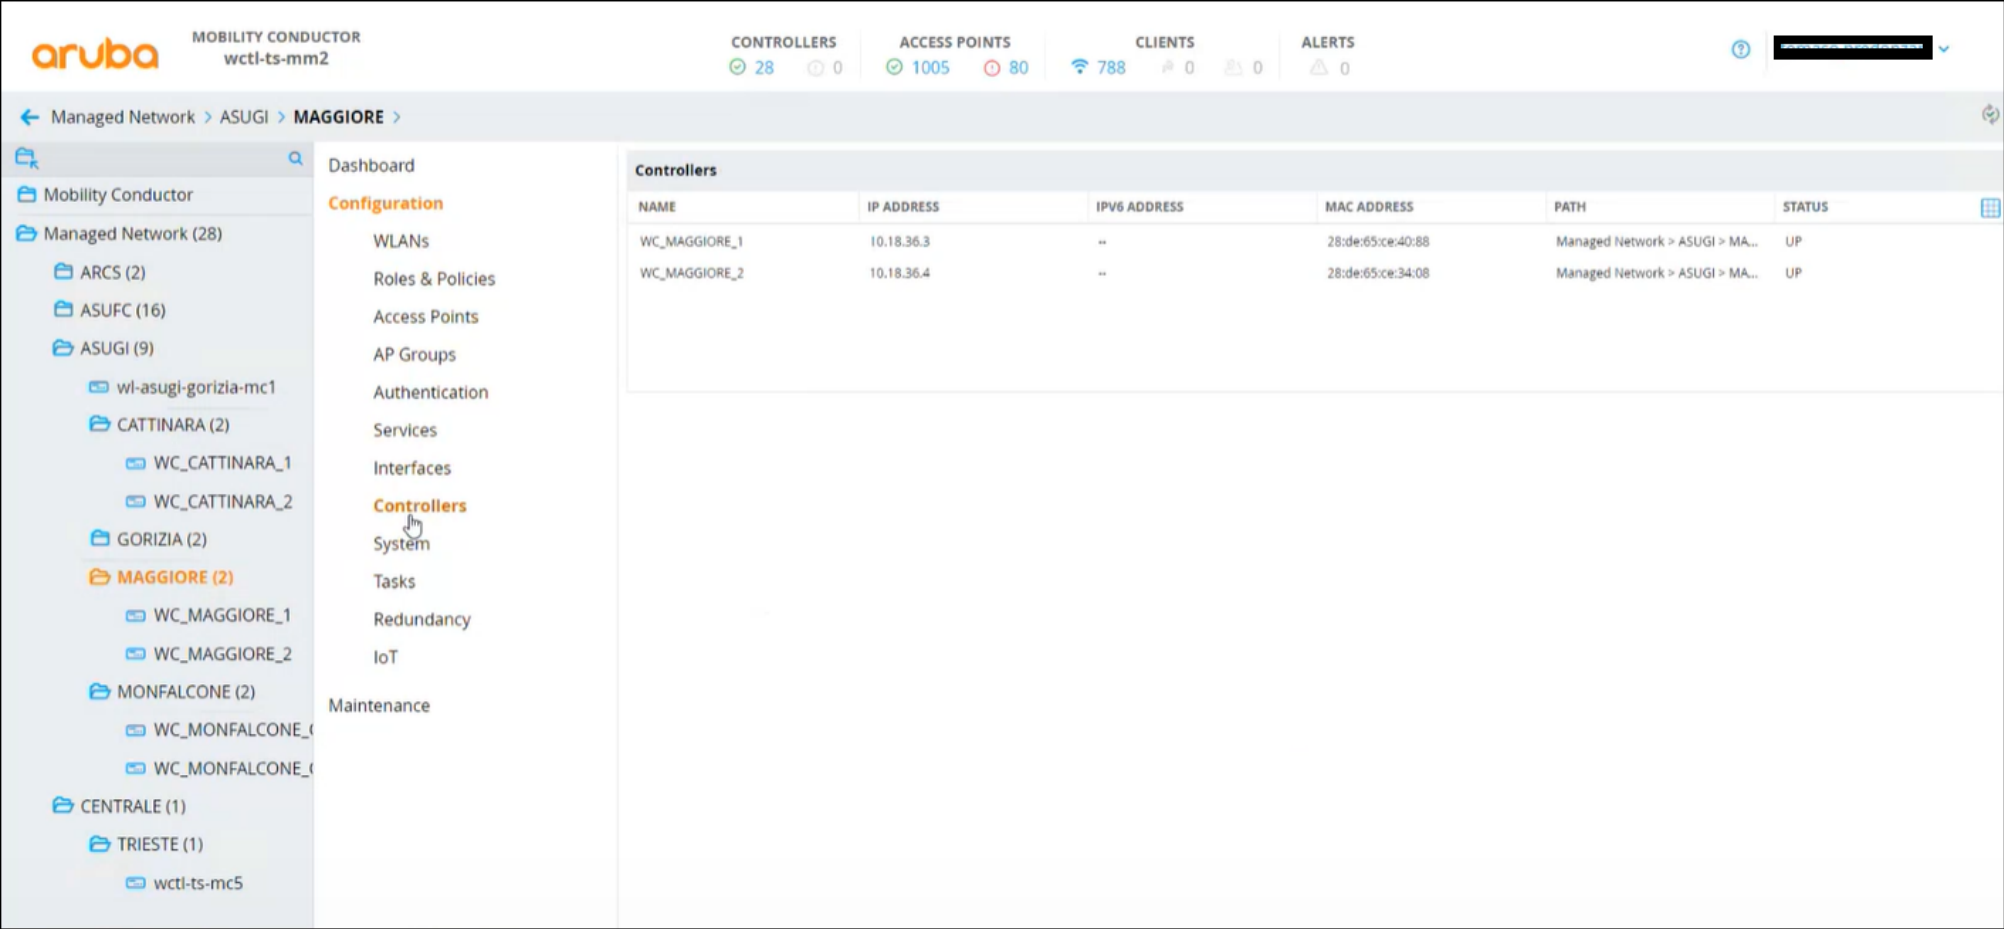 aruba
MOBILITY CONDUCTOR
wctl-ts-mm2
CONTROLLERS
28 0
ACCESS POINTS
1005 80
CLIENTS
788 0 0
ALERTS
0
Managed Network > ASUGI > MAGGIORE >
Mobility Conductor
Managed Network (28)
ARCS (2)
ASUFC (16)
ASUGI (9)
wl-asugi-gorizia-mc1
CATTINARA (2)
WC_CATTINARA_1
WC_CATTINARA_2
GORIZIA (2)
MAGGIORE (2)
WC_MAGGIORE_1
WC_MAGGIORE_2
MONFALCONE (2)
WC_MONFALCONE_
WC_MONFALCONE_
CENTRALE (1)
TRIESTE (1)
wctl-ts-mc5
Dashboard
Configuration
WLANs
Roles & Policies
Access Points
AP Groups
Authentication
Services
Interfaces
Controllers
System
Tasks
Redundancy
IoT
Maintenance
Controllers
NAME IP ADDRESS IPV6 ADDRESS MAC ADDRESS PATH STATUS
WC_MAGGIORE_1 10.18.36.3 -- 28:de:65:ce:40:88 Managed Network > ASUGI > MA... UP
WC_MAGGIORE_2 10.18.36.4 -- 28:de:65:ce:34:08 Managed Network > ASUGI > MA... UP